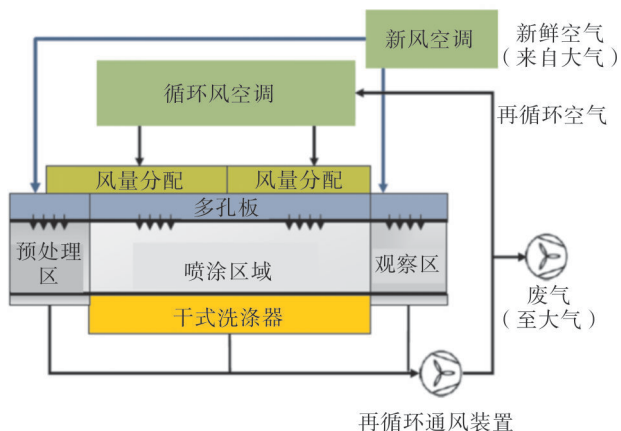 新风空调
新鲜空气
（来自大气）
循环风空调
再循环空气
风量分配
风量分配
多孔板
预处理
区
喷涂区域
观察区
废气
（至大气）
干式洗涤器
再循环通风装置